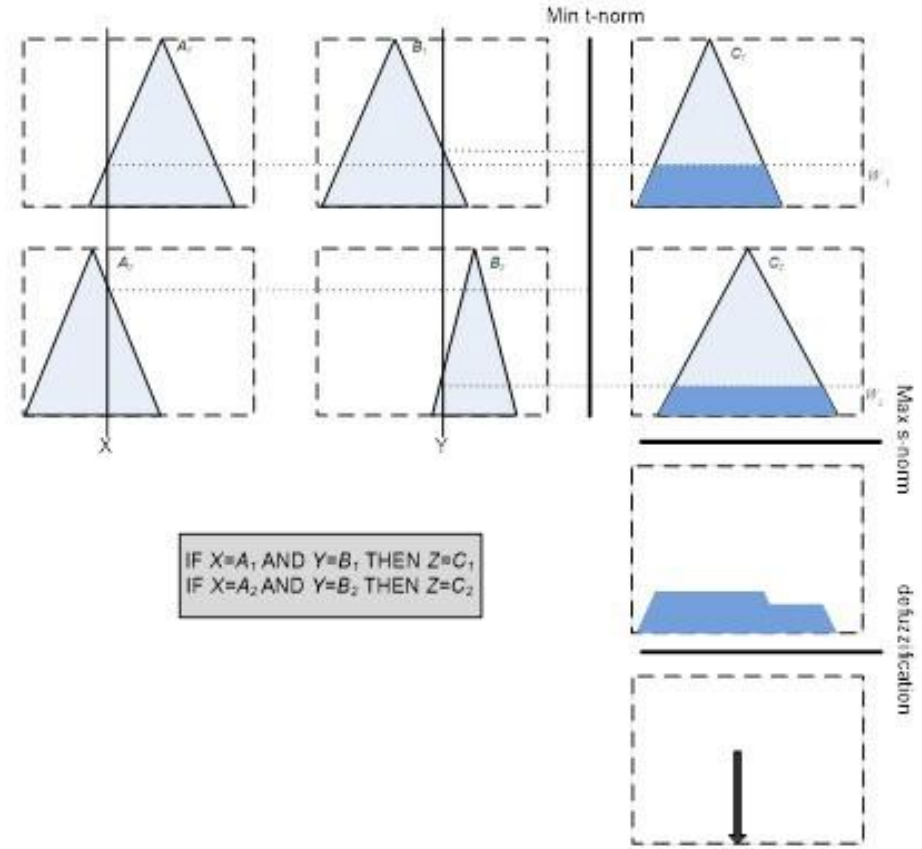 Min t-norm
A₁
B₁
C₁
W₁
A₂
B₂
C₂
W₂
X
Y
Max s-norm
IF X=A₁ AND Y=B₁ THEN Z=C₁
IF X=A₂ AND Y=B₂ THEN Z=C₂
defuzzification